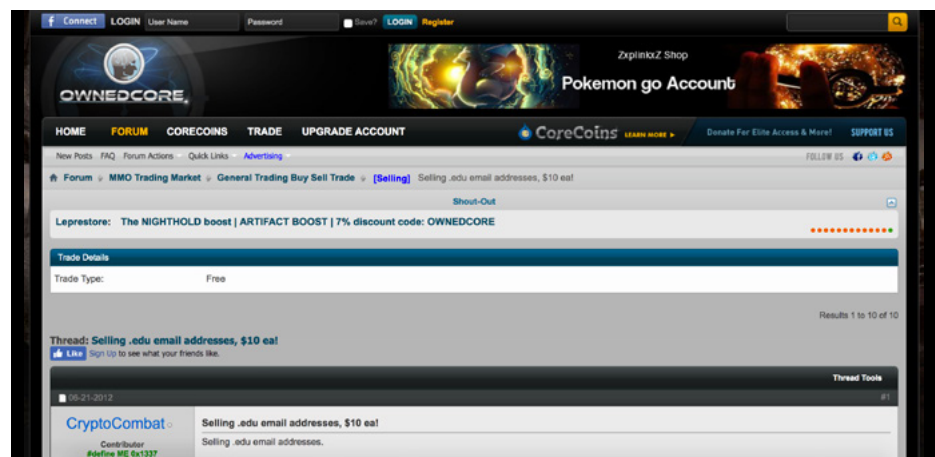 f Connect LOGIN User Name Password Save? LOGIN Register
ZxplinkxZ Shop
Pokemon go Account
OWNEDCORE
HOME FORUM CORECOINS TRADE UPGRADE ACCOUNT CoreCoins LEARN MORE Donate For Elite Access & More! SUPPORT US
New Posts FAQ Forum Actions Quick Links Advertising FOLLOW US
Forum MMO Trading Market General Trading Buy Sell Trade [Selling] Selling .edu email addresses, $10 ea!
Shout-Out
Leprestore: The NIGHTHOLD boost | ARTIFACT BOOST | 7% discount code: OWNEDCORE
Trade Details
Trade Type: Free
Results 1 to 10 of 10
Thread: Selling .edu email addresses, $10 ea!
Like Sign Up to see what your friends like.
Thread Tools
06-21-2012 #1
CryptoCombat Selling .edu email addresses, $10 ea!
Contributor Selling .edu email addresses.
#define ME 0x1337